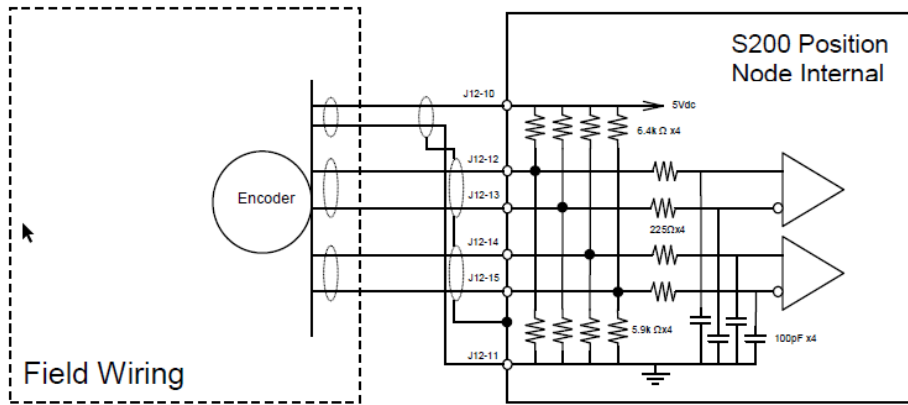 S200 Position
Node Internal
J12-10
5Vdc
6.4k Ω x4
J12-12
Encoder
J12-13
225Ωx4
J12-14
J12-15
5.9k Ωx4
100pF x4
J12-11
Field Wiring